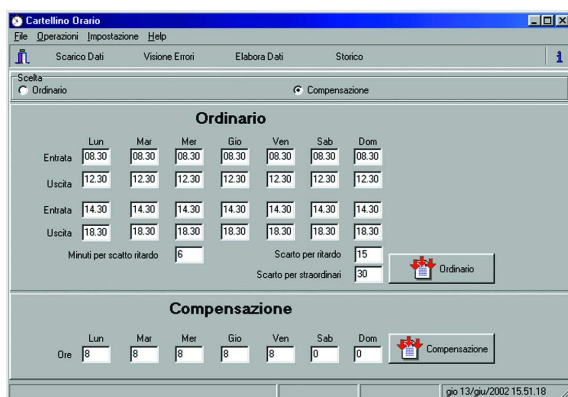 Cartellino Orario
File Operazioni Impostazione Help
Scarico Dati Visione Errori Elabora Dati Storico
Scelta
Ordinario Compensazione
Ordinario
Lun Mar Mer Gio Ven Sab Dom
Entrata 08.30 08.30 08.30 08.30 08.30 08.30 08.30
Uscita 12.30 12.30 12.30 12.30 12.30 12.30 12.30
Entrata 14.30 14.30 14.30 14.30 14.30 14.30 14.30
Uscita 18.30 18.30 18.30 18.30 18.30 18.30 18.30
Minuti per scatto ritardo 6 Scarto per ritardo 15
Scarto per straordinari 30
Ordinario
Compensazione
Lun Mar Mer Gio Ven Sab Dom
Ore 8 8 8 8 8 0 0
Compensazione
gio 13/giu/2002 15.51.18